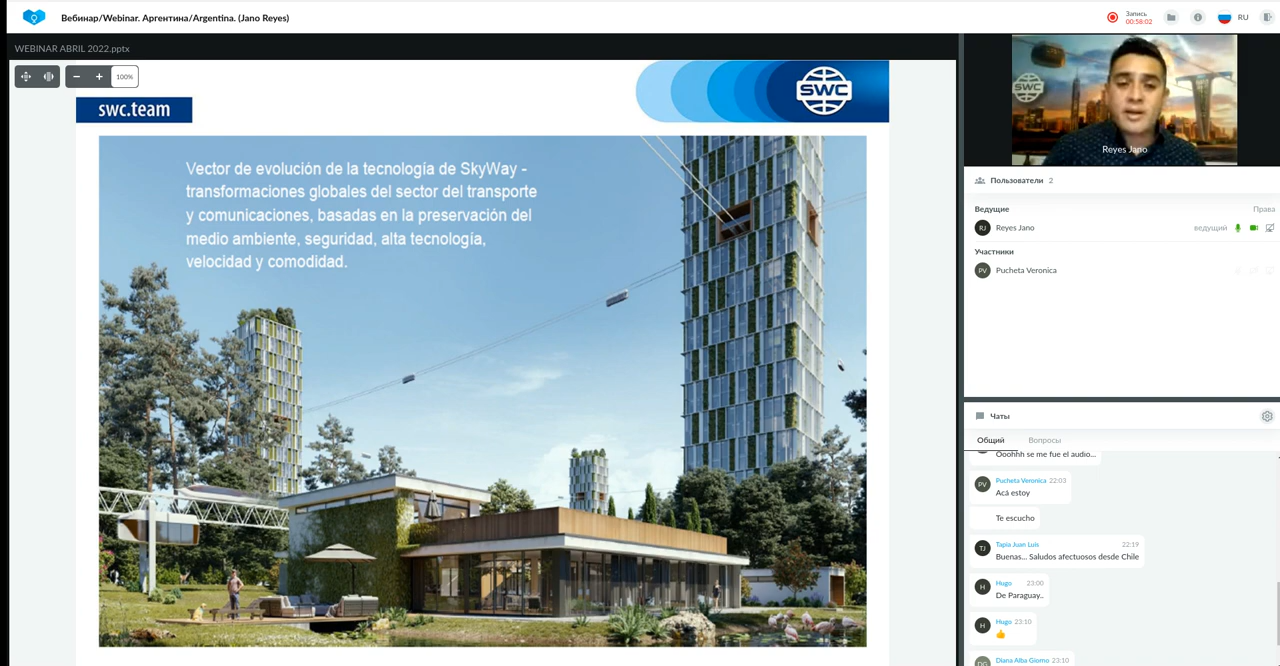 Вебинар/Webinar. Аргентина/Argentina. (Jano Reyes)
Запись
00:58:02
RU
WEBINAR ABRIL 2022.pptx
100%
swc.team
SWC
Vector de evolución de la tecnología de SkyWay -
transformaciones globales del sector del transporte
y comunicaciones, basadas en la preservación del
medio ambiente, seguridad, alta tecnología,
velocidad y comodidad.
SWC
Reyes Jano
Пользователи 2
Ведущие Права
RJ Reyes Jano ведущий
Участники
PV Pucheta Veronica
Чаты
Общий Вопросы
Ooohhh se me fue el audio...
PV Pucheta Veronica 22:03
Acá estoy
Te escucho
TJ Tapia Juan Luis 22:19
Buenas... Saludos afectuosos desde Chile
H Hugo 23:00
De Paraguay..
H Hugo 23:10
👍
DG Diana Alba Giorno 23:10